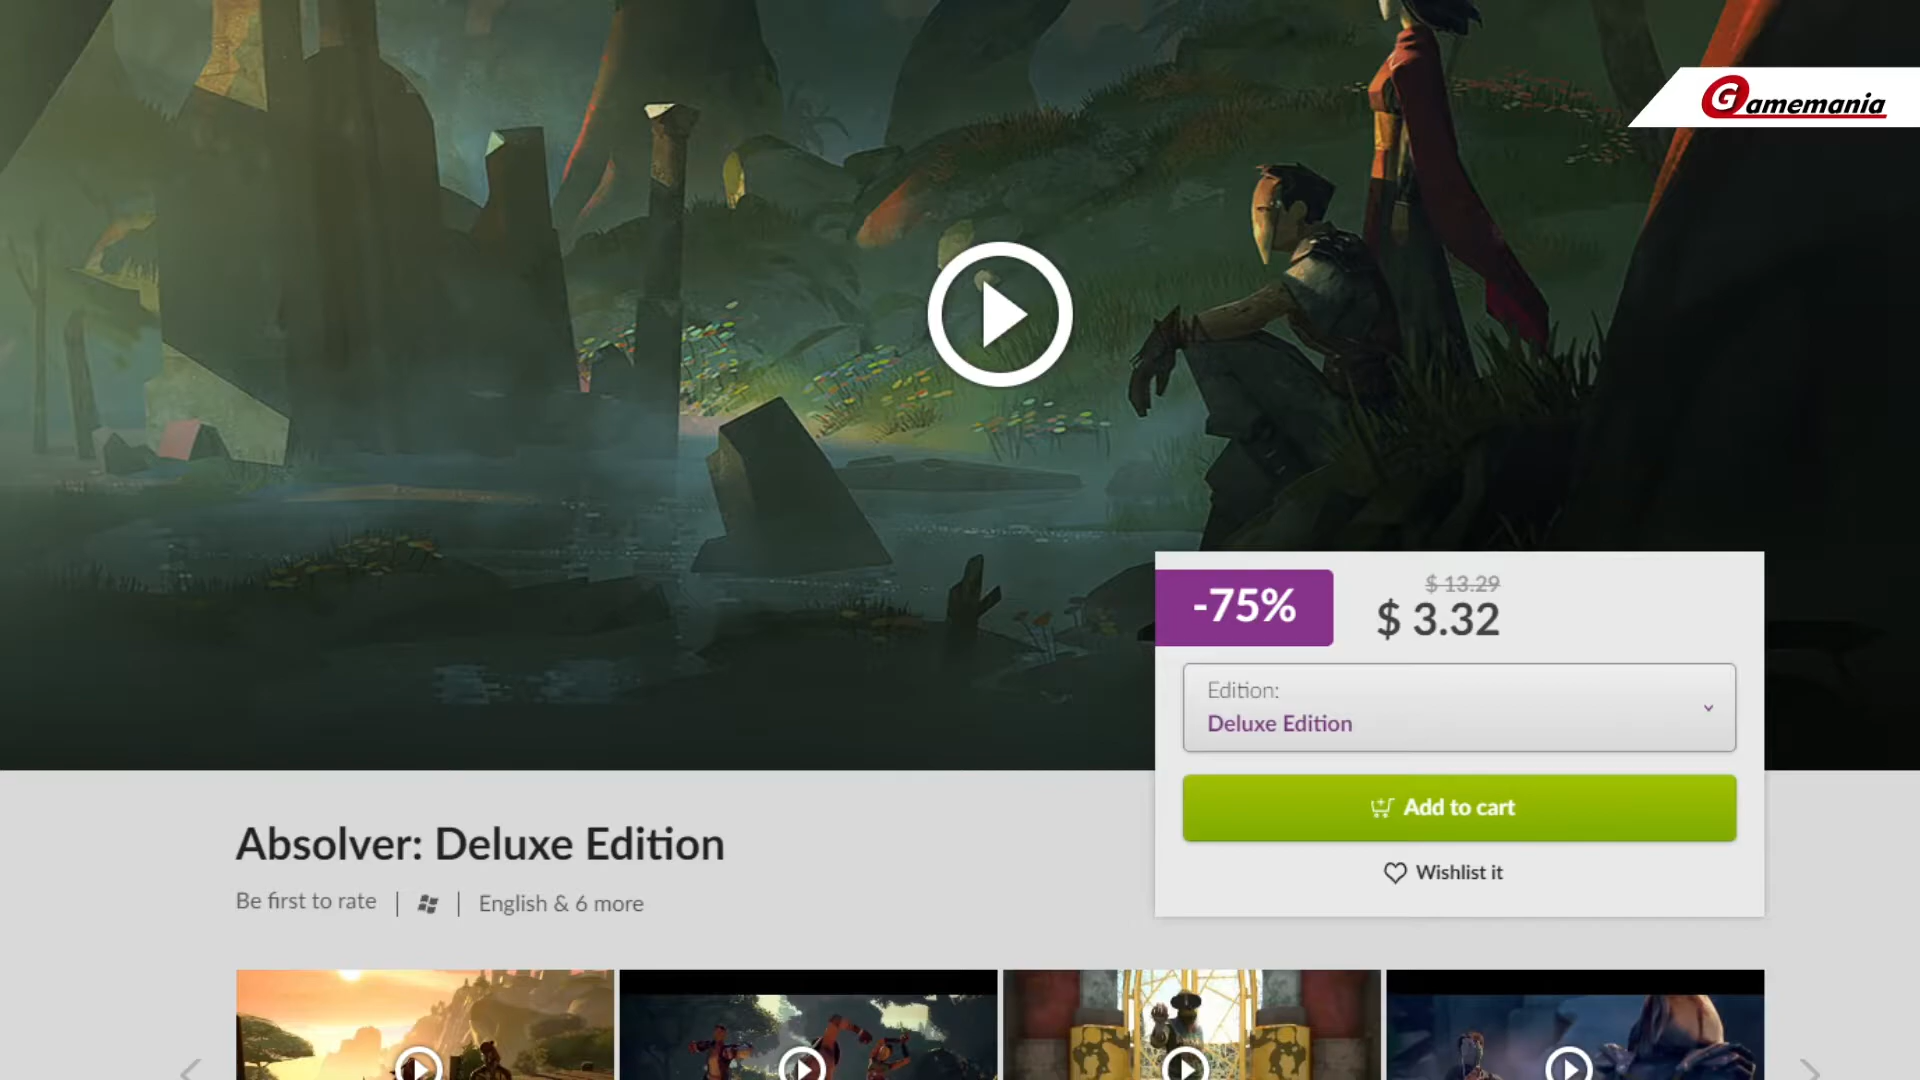 Gamemania
-75%
$ 13.29
$ 3.32
Edition:
Deluxe Edition
Add to cart
Wishlist it
Absolver: Deluxe Edition
Be first to rate | | English & 6 more